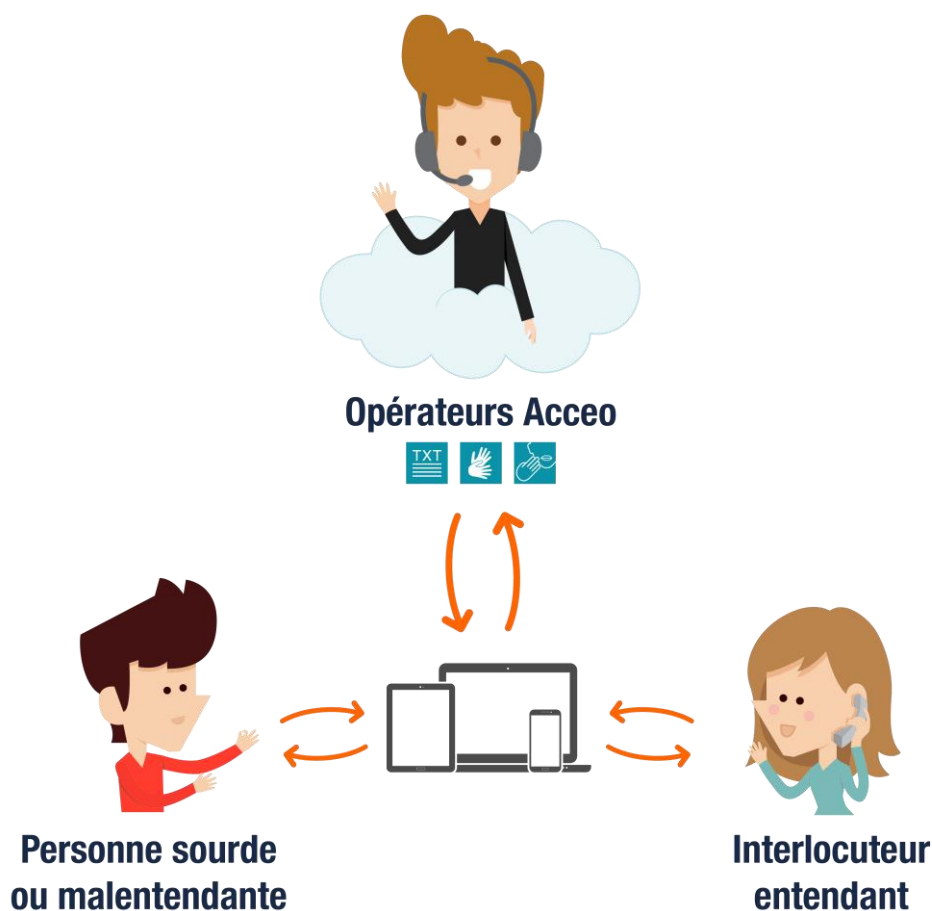 Opérateurs Acceo
TXT
Personne sourde
ou malentendante
Interlocuteur
entendant